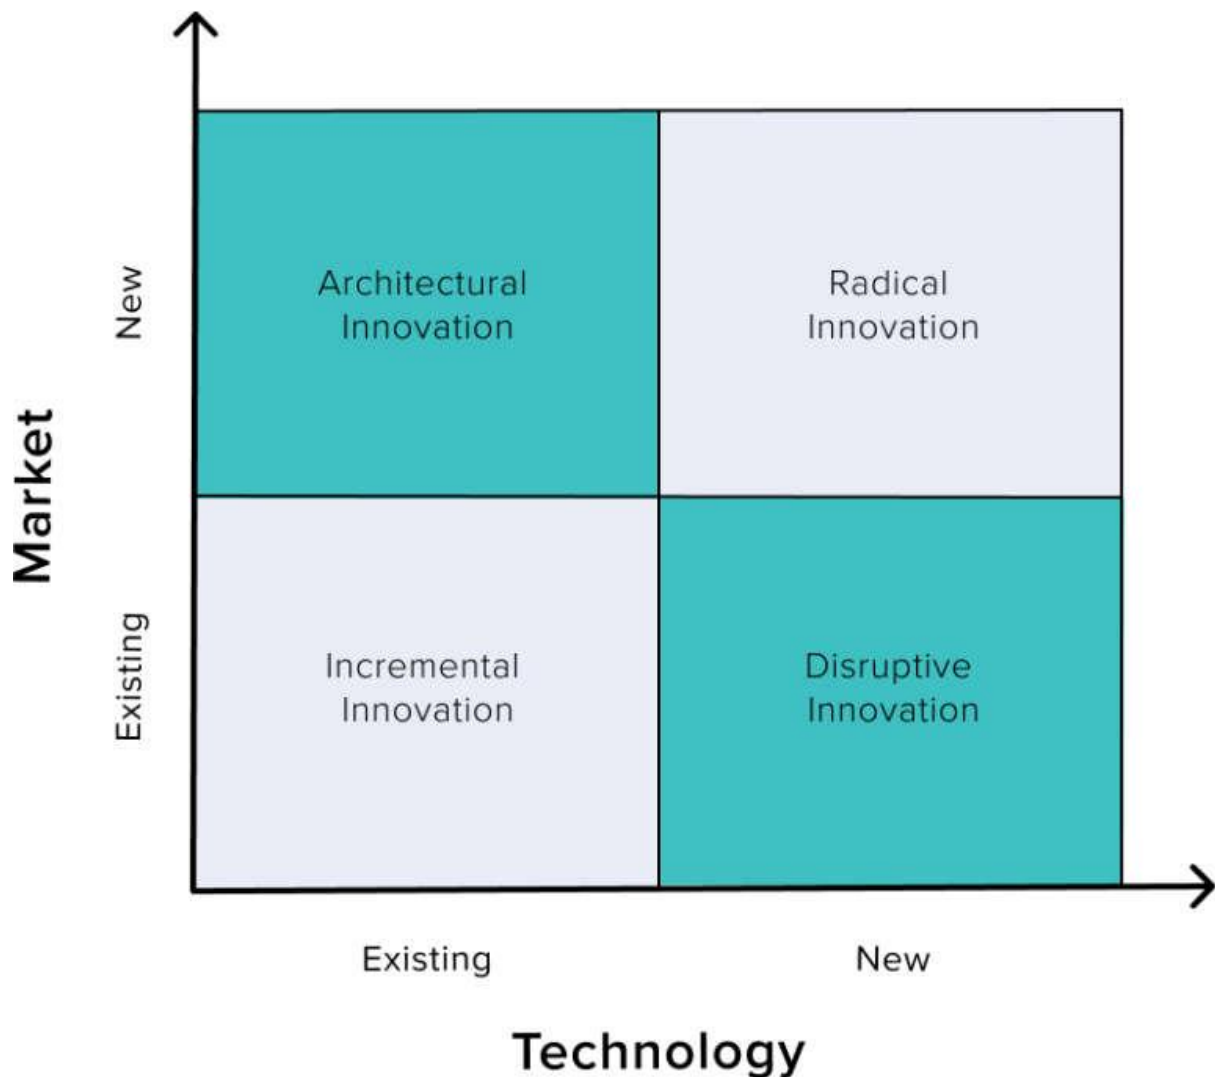 New
Architectural
Innovation
Radical
Innovation
Market
Existing
Incremental
Innovation
Disruptive
Innovation
Existing
New
Technology